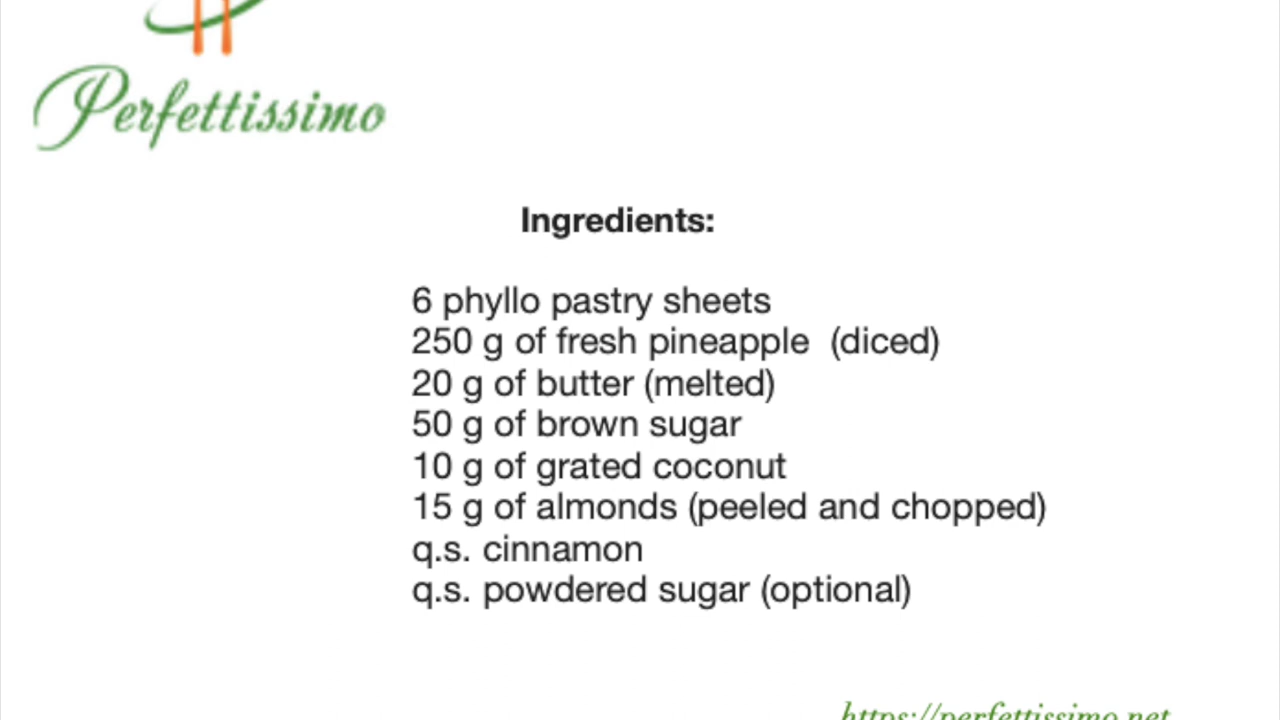 Perfettissimo
Ingredients:
6 phyllo pastry sheets
250 g of fresh pineapple  (diced)
20 g of butter (melted)
50 g of brown sugar
10 g of grated coconut
15 g of almonds (peeled and chopped)
q.s. cinnamon
q.s. powdered sugar (optional)
https://perfettissimo.net